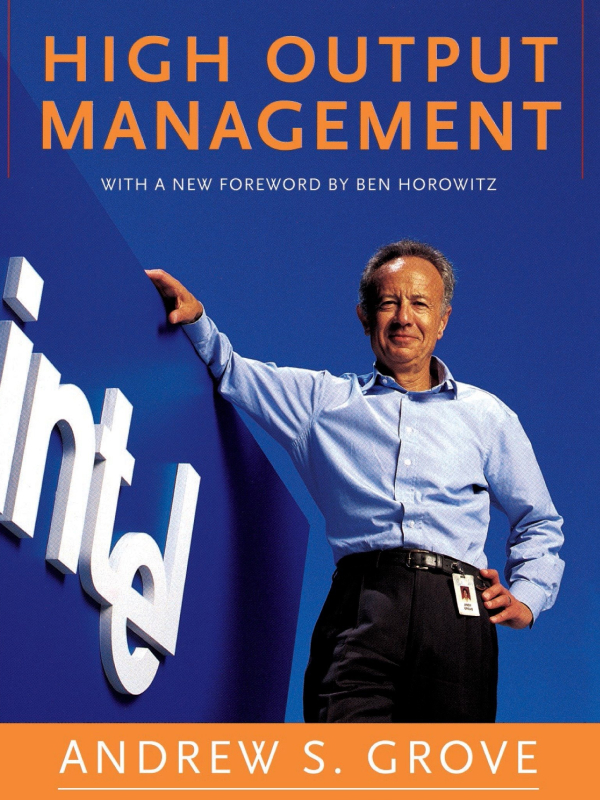 HIGH OUTPUT
MANAGEMENT
WITH A NEW FOREWORD BY BEN HOROWITZ
intel
ANDREW S. GROVE